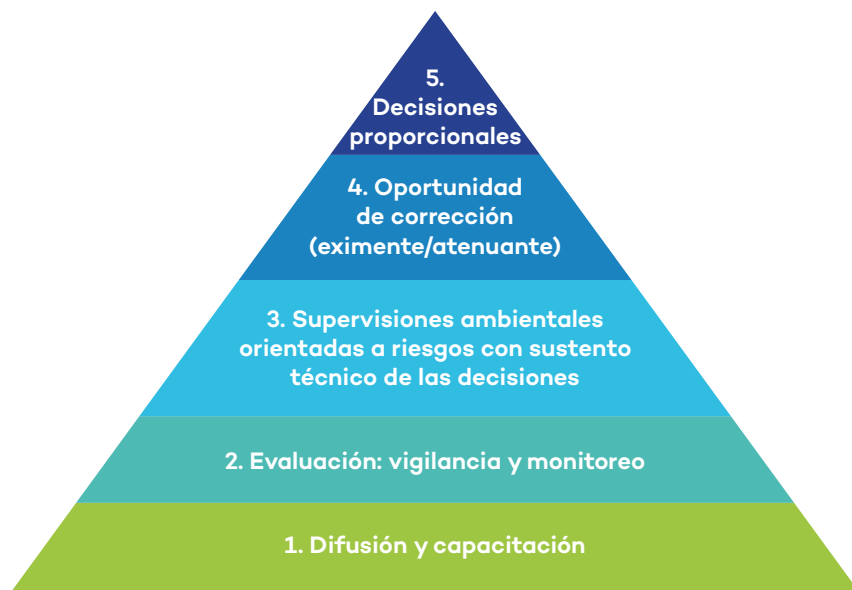 5.
Decisiones
proporcionales
4. Oportunidad
de corrección
(eximente/atenuante)
3. Supervisiones ambientales
orientadas a riesgos con sustento
técnico de las decisiones
2. Evaluación: vigilancia y monitoreo
1. Difusión y capacitación